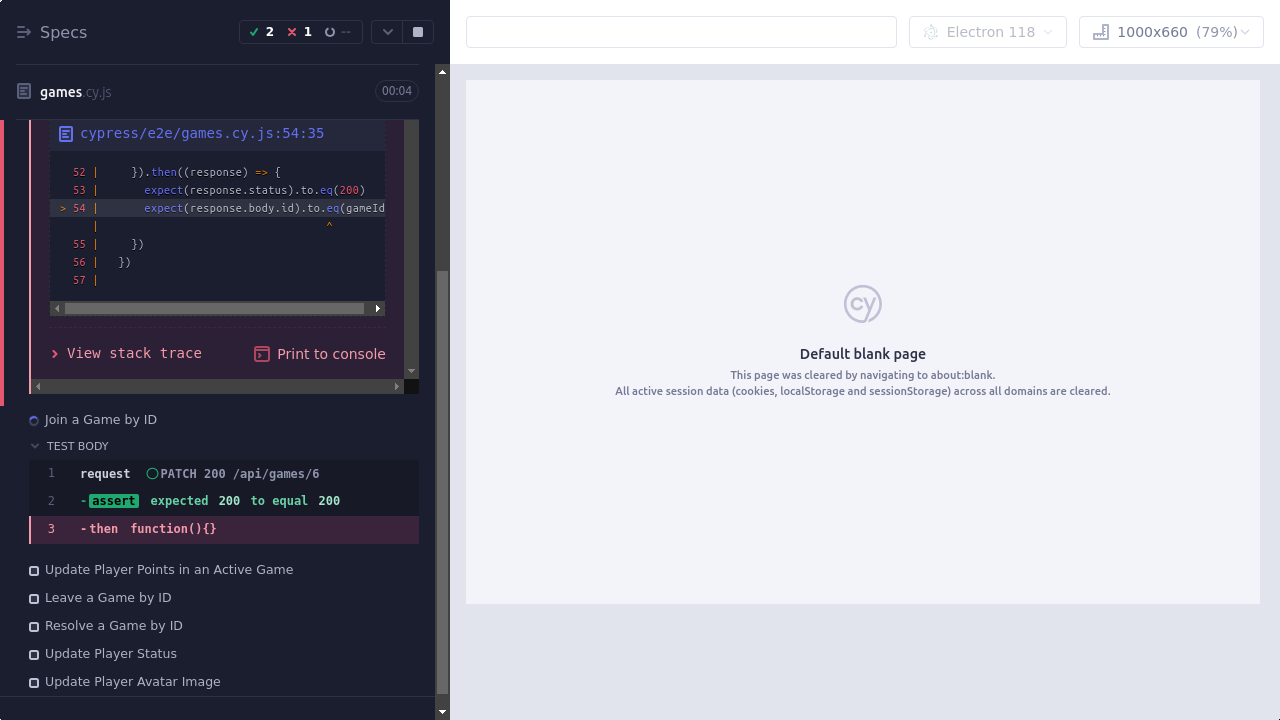 Specs
2
1
--
Electron 118
1000x660 (79%)
games.cy.js
00:04
cypress/e2e/games.cy.js:54:35
52 | }).then((response) => {
53 | expect(response.status).to.eq(200)
> 54 | expect(response.body.id).to.eq(gameId
| ^
55 | })
56 | })
57 |
View stack trace
Print to console
Join a Game by ID
TEST BODY
1 request PATCH 200 /api/games/6
2 -assert expected 200 to equal 200
3 -then function(){}
Update Player Points in an Active Game
Leave a Game by ID
Resolve a Game by ID
Update Player Status
Update Player Avatar Image
cy
Default blank page
This page was cleared by navigating to about:blank.
All active session data (cookies, localStorage and sessionStorage) across all domains are cleared.